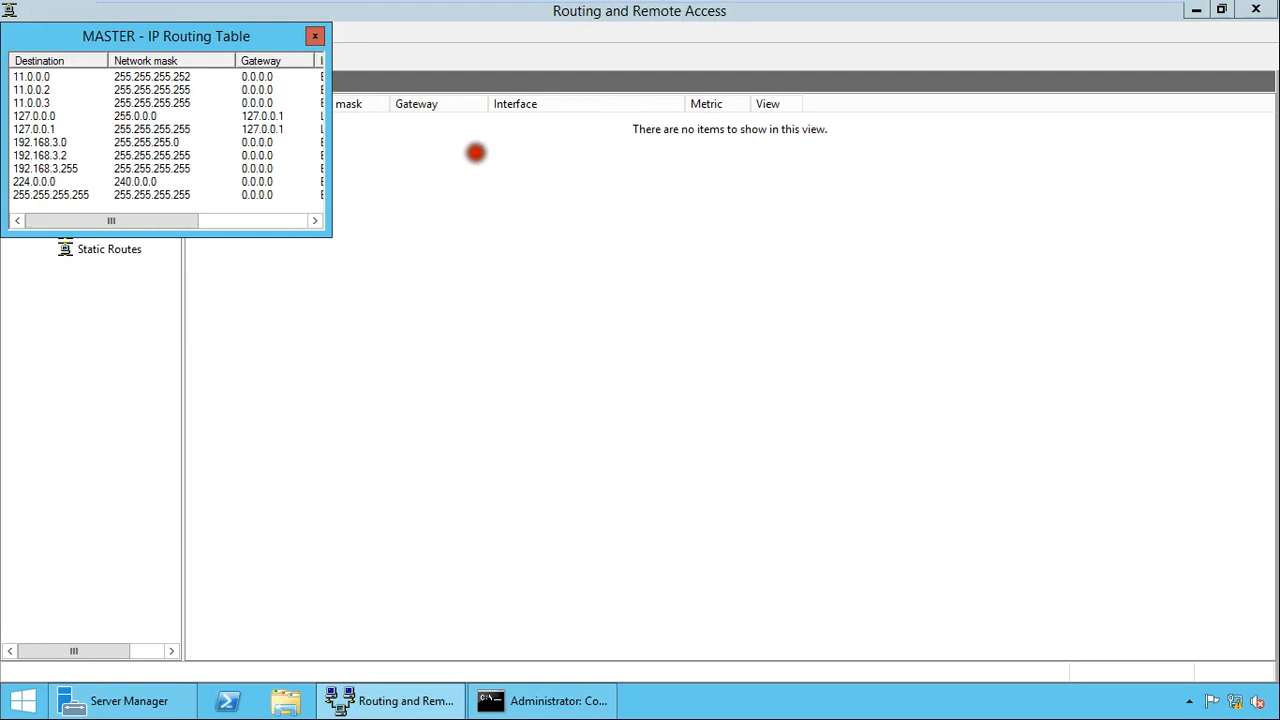 Routing and Remote Access
MASTER - IP Routing Table
Destination Network mask Gateway
11.0.0.0 255.255.255.252 0.0.0.0
11.0.0.2 255.255.255.255 0.0.0.0
11.0.0.3 255.255.255.255 0.0.0.0
127.0.0.0 255.0.0.0 127.0.0.1
127.0.0.1 255.255.255.255 127.0.0.1
192.168.3.0 255.255.255.0 0.0.0.0
192.168.3.2 255.255.255.255 0.0.0.0
192.168.3.255 255.255.255.255 0.0.0.0
224.0.0.0 240.0.0.0 0.0.0.0
255.255.255.255 255.255.255.255 0.0.0.0
mask Gateway Interface Metric View
There are no items to show in this view.
Static Routes
Server Manager
Routing and Rem...
Administrator: Co...